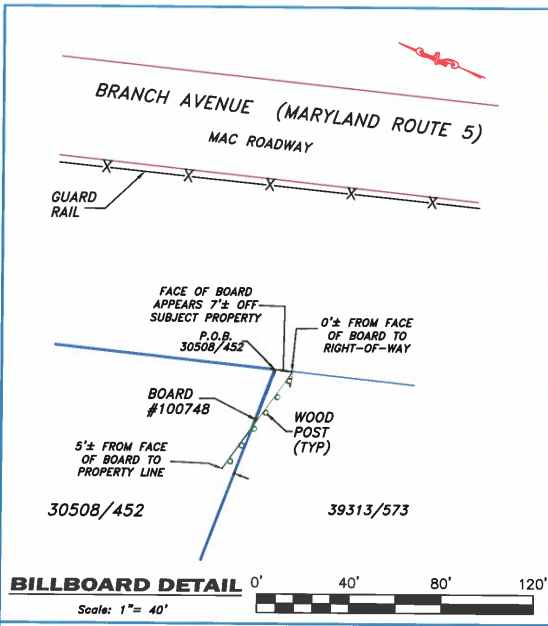 BRANCH AVENUE (MARYLAND ROUTE 5)
MAC ROADWAY
X X X X X
GUARD
RAIL
FACE OF BOARD
APPEARS 7'± OFF
SUBJECT PROPERTY
P.O.B.
30508/452
0'± FROM FACE
OF BOARD TO
RIGHT-OF-WAY
BOARD
#100748
WOOD
POST
(TYP)
5'± FROM FACE
OF BOARD TO
PROPERTY LINE
30508/452
39313/573
BILLBOARD DETAIL
Scale: 1"= 40'
0' 40' 80' 120'